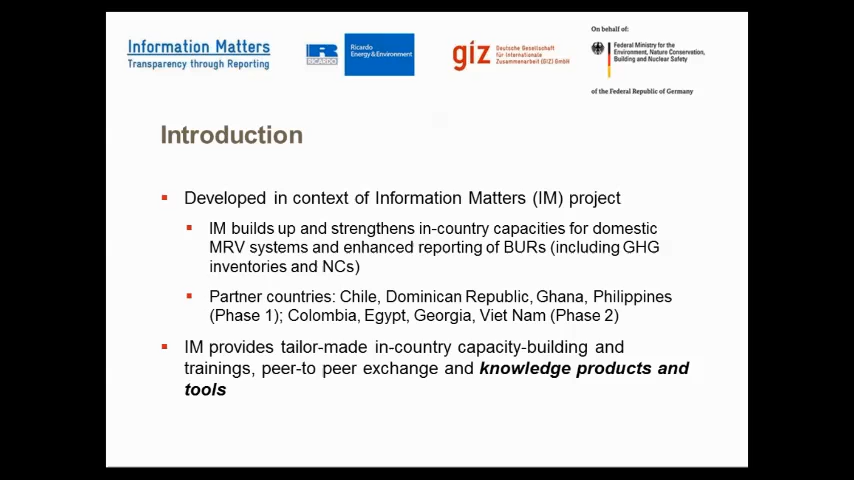 Information Matters
Transparency through Reporting
RICARDO
Ricardo
Energy & Environment
giz
Deutsche Gesellschaft
für Internationale
Zusammenarbeit (GIZ) GmbH
On behalf of:
Federal Ministry for the
Environment, Nature Conservation,
Building and Nuclear Safety
of the Federal Republic of Germany
Introduction
Developed in context of Information Matters (IM) project
IM builds up and strengthens in-country capacities for domestic
MRV systems and enhanced reporting of BURs (including GHG
inventories and NCs)
Partner countries: Chile, Dominican Republic, Ghana, Philippines
(Phase 1); Colombia, Egypt, Georgia, Viet Nam (Phase 2)
IM provides tailor-made in-country capacity-building and
trainings, peer-to peer exchange and knowledge products and
tools